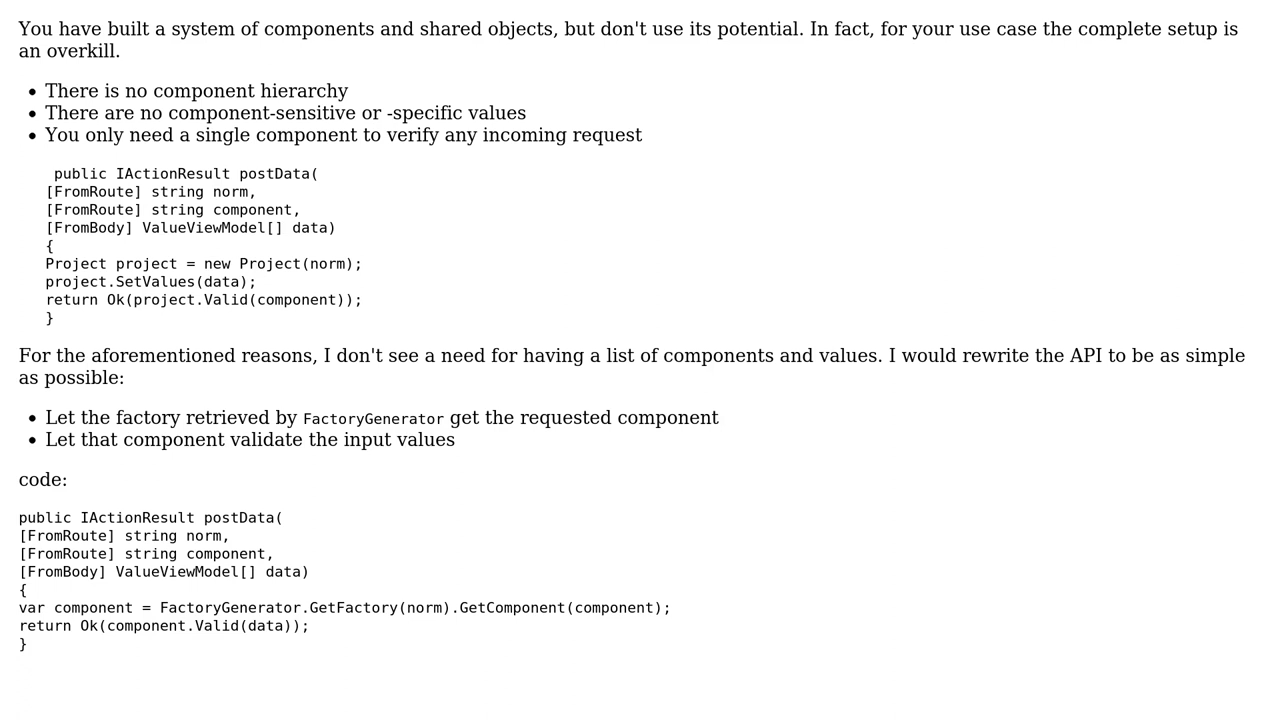 You have built a system of components and shared objects, but don't use its potential. In fact, for your use case the complete setup is
an overkill.
• There is no component hierarchy
• There are no component-sensitive or -specific values
• You only need a single component to verify any incoming request
public IActionResult postData(
[FromRoute] string norm,
[FromRoute] string component,
[FromBody] ValueViewModel[] data)
{
Project project = new Project(norm);
project.SetValues(data);
return Ok(project.Valid(component));
}
For the aforementioned reasons, I don't see a need for having a list of components and values. I would rewrite the API to be as simple
as possible:
• Let the factory retrieved by FactoryGenerator get the requested component
• Let that component validate the input values
code:
public IActionResult postData(
[FromRoute] string norm,
[FromRoute] string component,
[FromBody] ValueViewModel[] data)
{
var component = FactoryGenerator.GetFactory(norm).GetComponent(component);
return Ok(component.Valid(data));
}